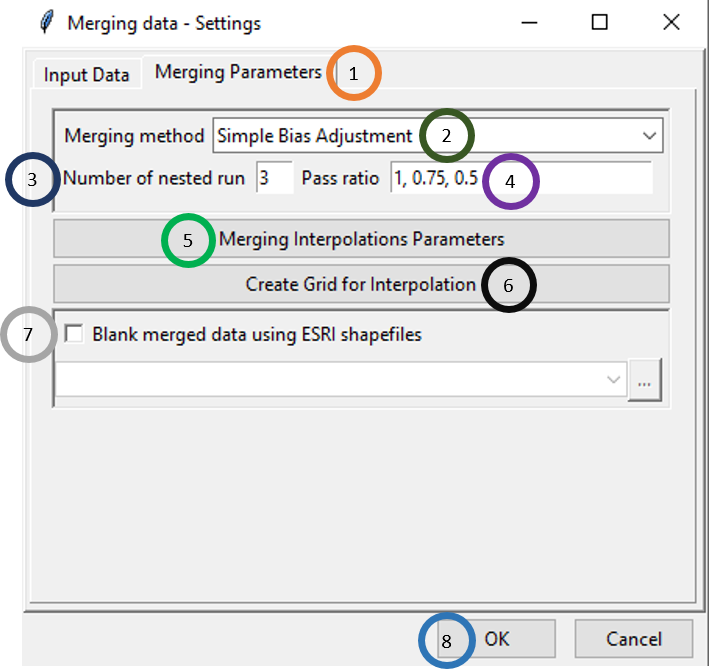 Merging data - Settings
Input Data Merging Parameters 1
Merging method Simple Bias Adjustment 2
3 Number of nested run 3 Pass ratio 1, 0.75, 0.5 4
5 Merging Interpolations Parameters
Create Grid for Interpolation 6
7 Blank merged data using ESRI shapefiles
...
8 OK Cancel